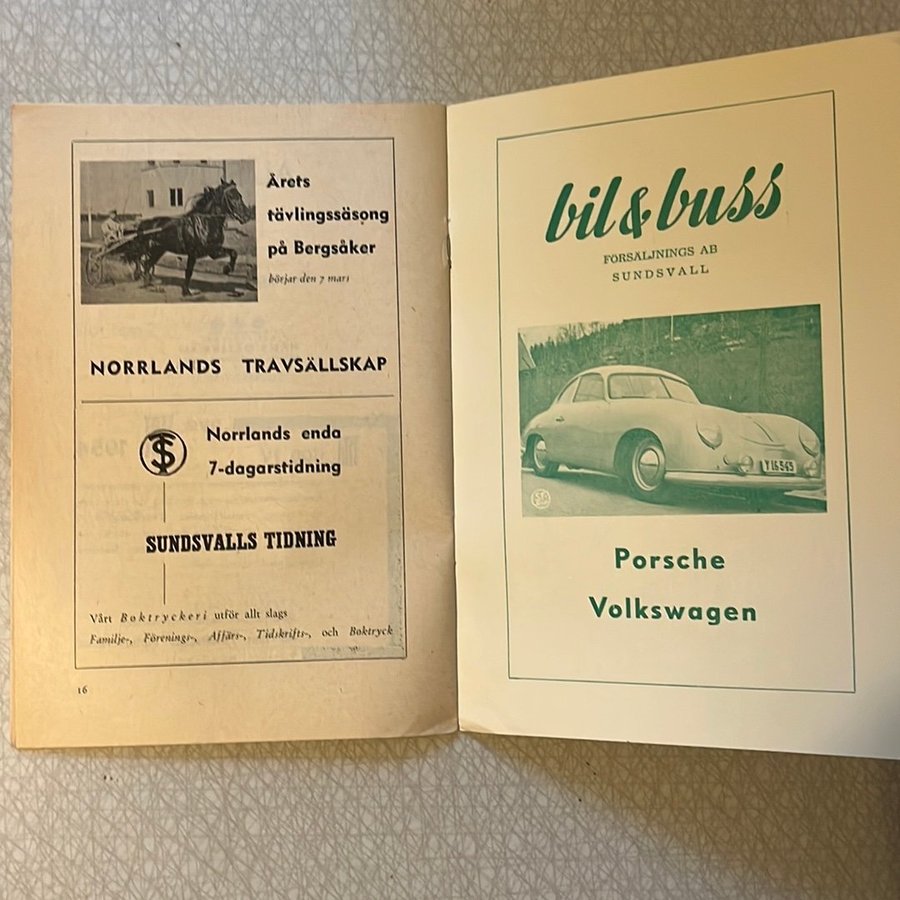 Årets
tävlingssäsong
på Bergsåker
börjar den 7 mars
NORRLANDS TRAVSÄLLSKAP
Norrlands enda
7-dagarstidning
SUNDSVALLS TIDNING
Vårt Boktryckeri utför allt slags
Familje-, Förenings-, Affärs-, Tidskrifts-, och Boktryck
16
bil & buss
FÖRSÄLJNINGS AB
SUNDSVALL
Y 16545
Porsche
Volkswagen